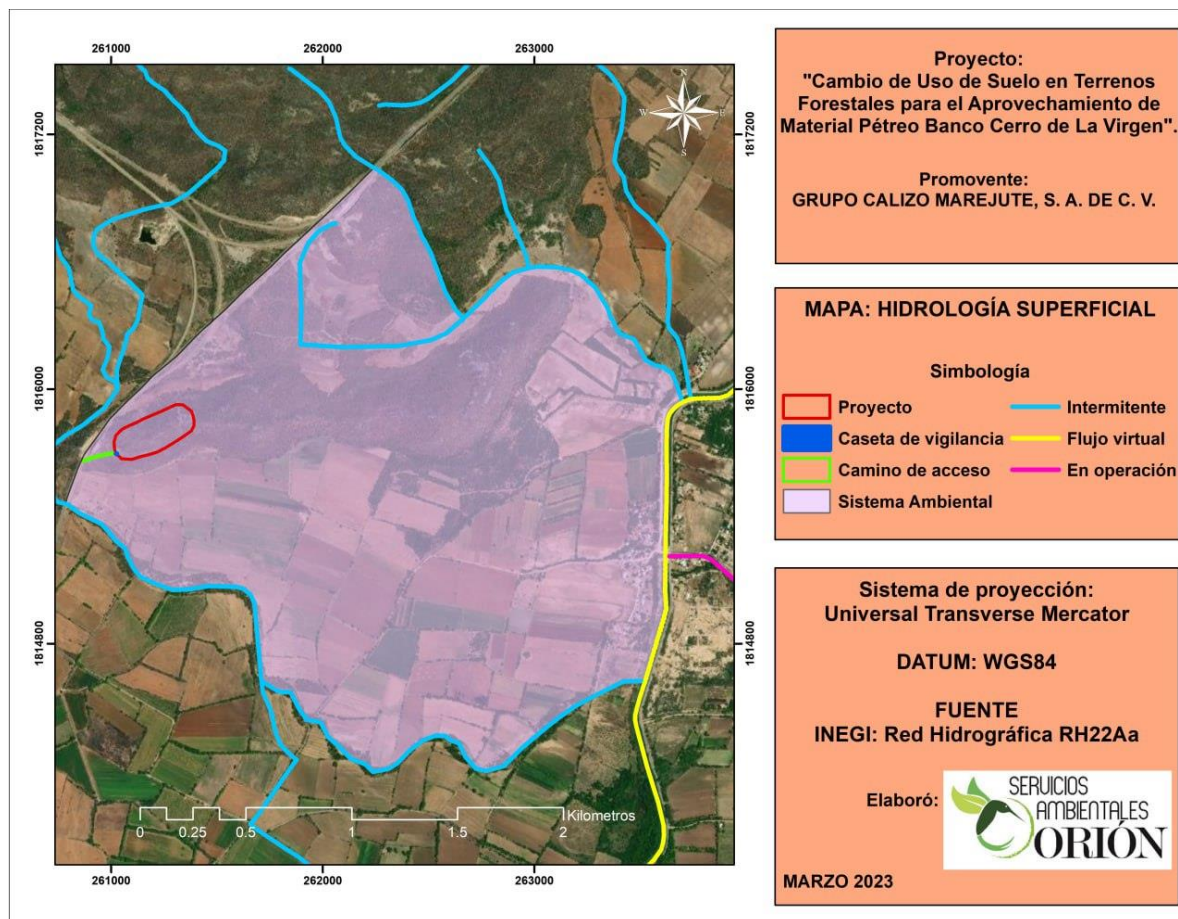 261000
262000
263000
1817200
1816000
1814800
1817200
1816000
1814800
N
W
E
S
Kilometros
0
0.25
0.5
1
1.5
2
261000
262000
263000
Proyecto:
"Cambio de Uso de Suelo en Terrenos
Forestales para el Aprovechamiento de
Material Pétreo Banco Cerro de La Virgen".
Promovente:
GRUPO CALIZO MAREJUTE, S. A. DE C. V.
MAPA: HIDROLOGÍA SUPERFICIAL
Simbología
Proyecto
Caseta de vigilancia
Camino de acceso
Sistema Ambiental
Intermitente
Flujo virtual
En operación
Sistema de proyección:
Universal Transverse Mercator
DATUM: WGS84
FUENTE
INEGI: Red Hidrográfica RH22Aa
Elaboró:
SERVICIOS
AMBIENTALES
ORIÓN
MARZO 2023